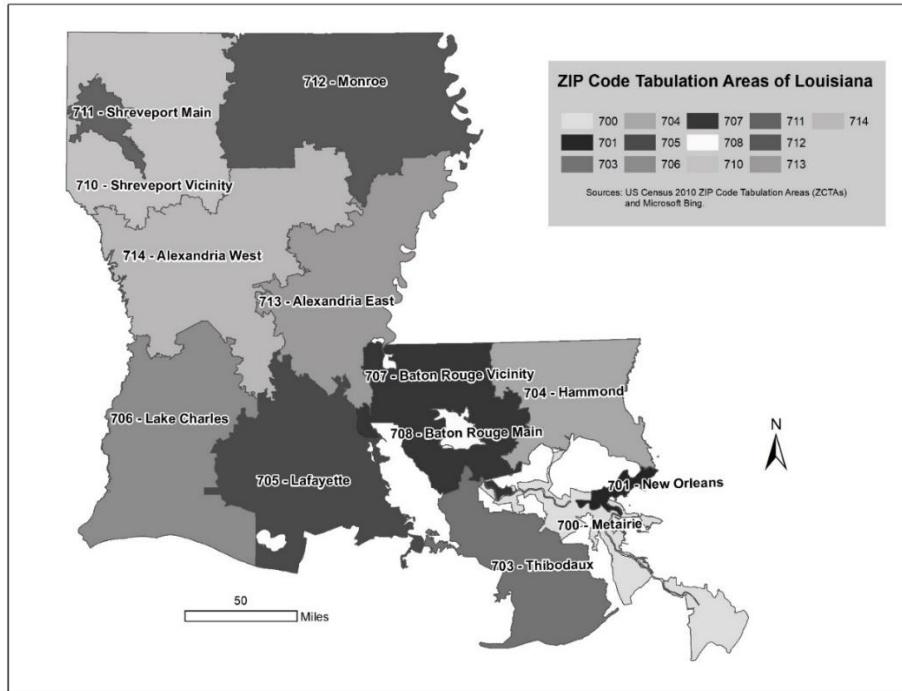 712 - Monroe
711 - Shreveport Main
710 - Shreveport Vicinity
714 - Alexandria West
713 - Alexandria East
707 - Baton Rouge Vicinity
704 - Hammond
706 - Lake Charles
708 - Baton Rouge Main
705 - Lafayette
701 - New Orleans
700 - Metairie
703 - Thibodaux
ZIP Code Tabulation Areas of Louisiana
700 704 707 711 714
701 705 708 712
703 706 710 713
Sources: US Census 2010 ZIP Code Tabulation Areas (ZCTAs)
and Microsoft Bing.
N
50
Miles